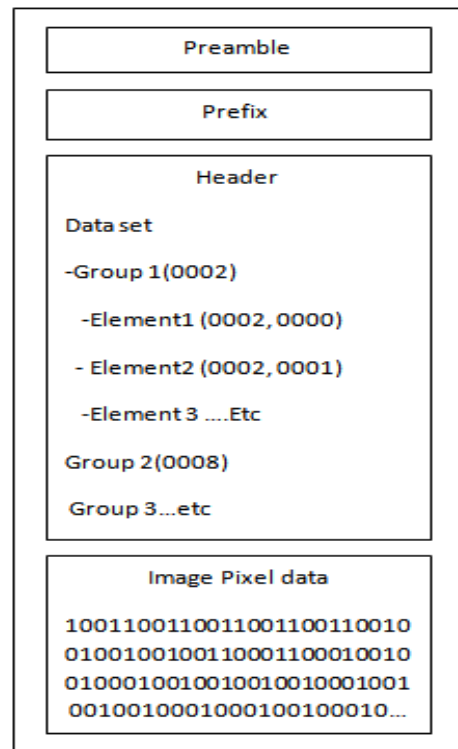 Preamble
Prefix
Header
Data set
-Group 1(0002)
-Element1 (0002,0000)
- Element2 (0002,0001)
-Element 3 ....Etc
Group 2(0008)
Group 3...etc
Image Pixel data
1001100110011001100110010
0100100100110001100010010
0100010010010010010001001
0010010001000100100010...